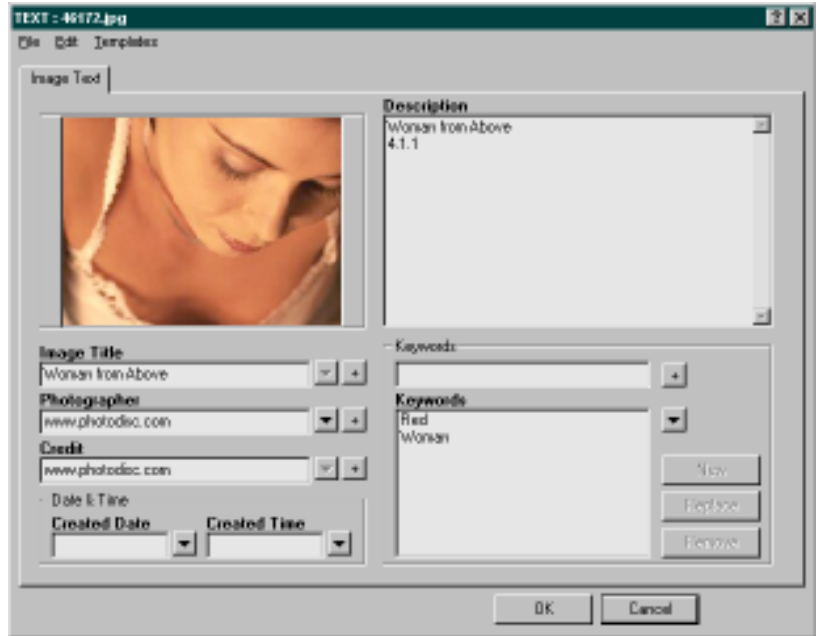 TEXT : 46172.jpg
File Edit Templates
Image Text
Description
Woman from Above
4.1.1
Image Title
Woman from Above
Photographer
www.photodisc.com
Credit
www.photodisc.com
Date & Time
Created Date Created Time
Keywords
+
Keywords
Red
Woman
New
Replace
Remove
OK Cancel